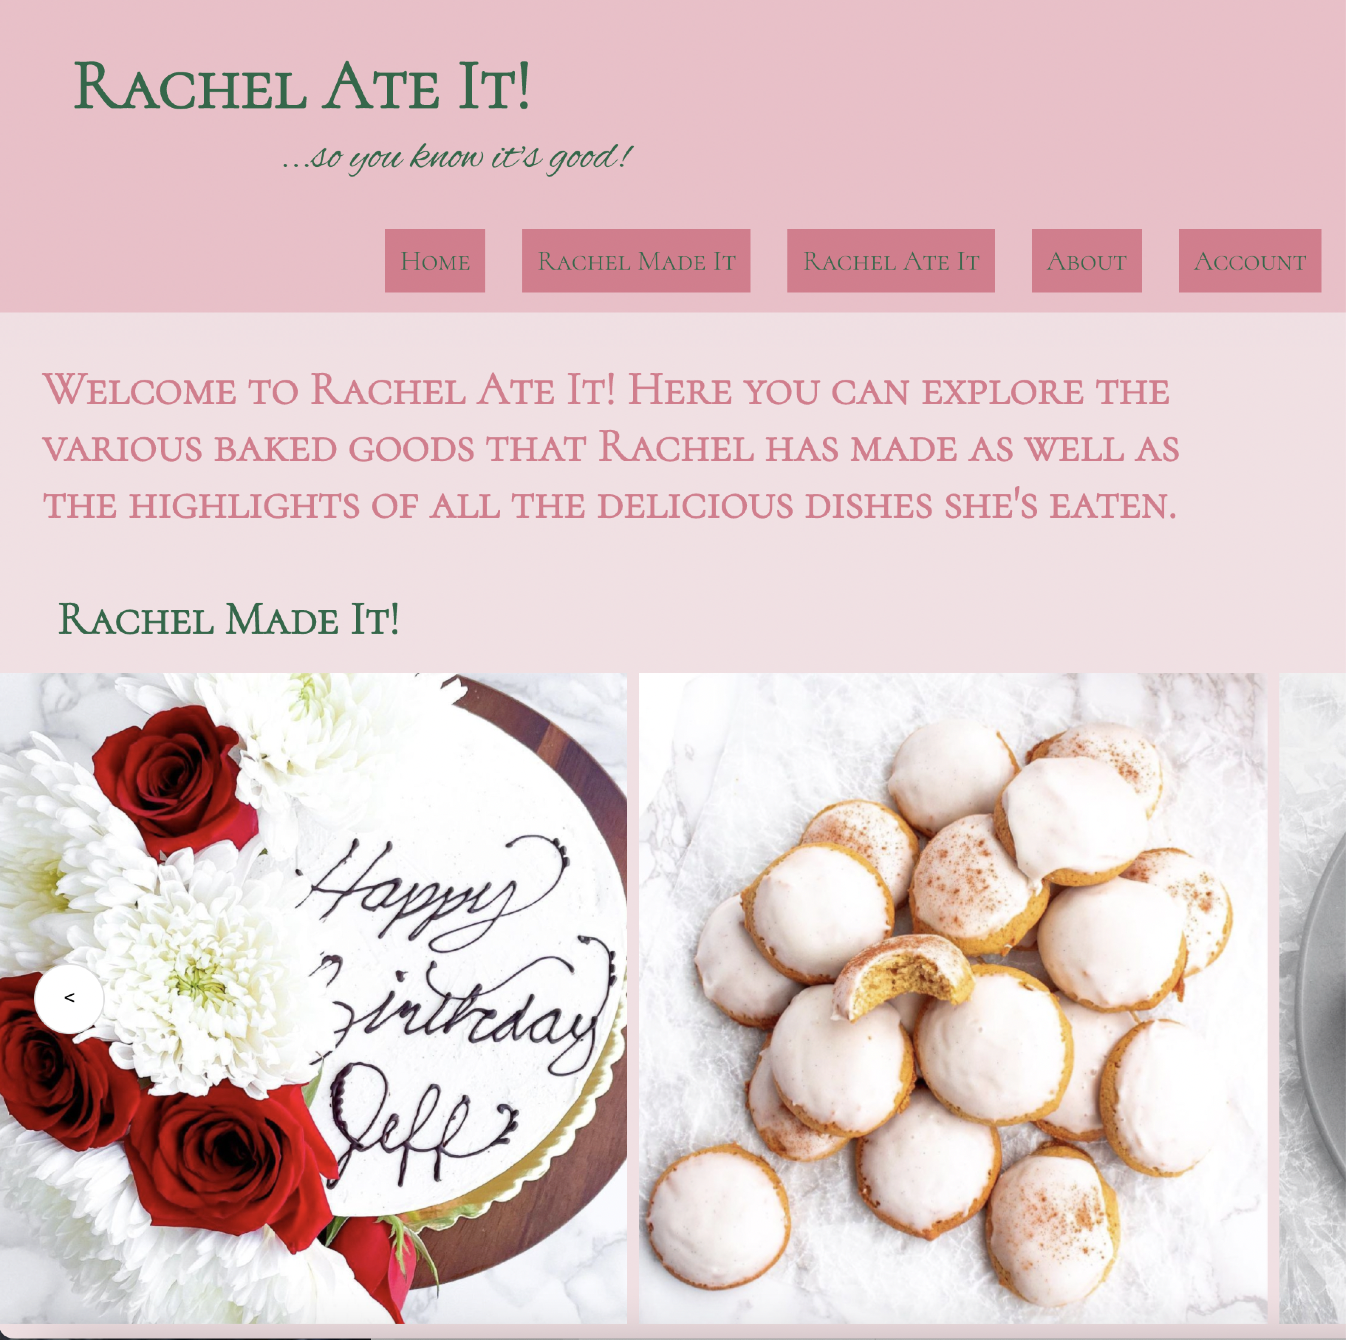 Rachel Ate It!
...so you know it's good!
Home Rachel Made It Rachel Ate It About Account
Welcome to Rachel Ate It! Here you can explore the
various baked goods that Rachel has made as well as
the highlights of all the delicious dishes she's eaten.
Rachel Made It!
Happy
Birthday
Jeff
<